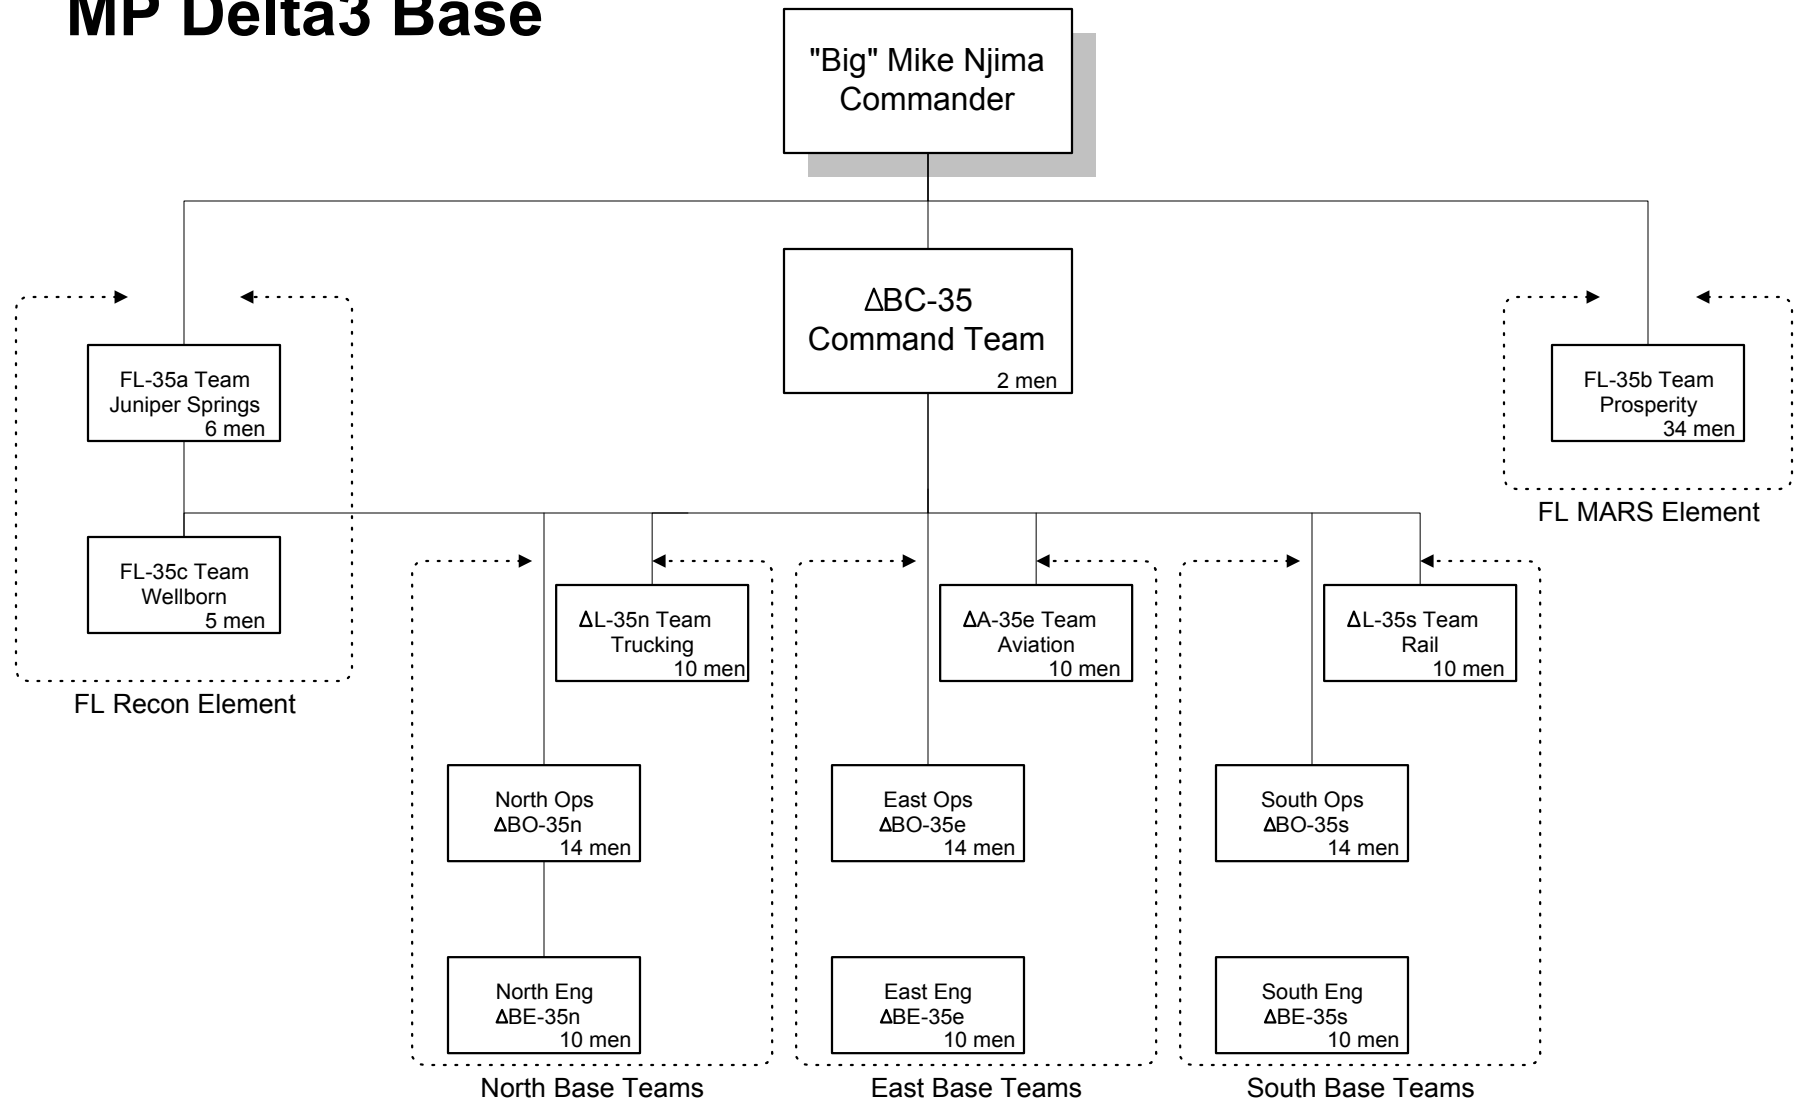 MP Delta3 Base
"Big" Mike Njima
Commander
ΔBC-35
Command Team
2 men
FL-35a Team
Juniper Springs
6 men
FL-35b Team
Prosperity
34 men
FL MARS Element
FL-35c Team
Wellborn
5 men
FL Recon Element
ΔL-35n Team
Trucking
10 men
ΔA-35e Team
Aviation
10 men
ΔL-35s Team
Rail
10 men
North Ops
ΔBO-35n
14 men
East Ops
ΔBO-35e
14 men
South Ops
ΔBO-35s
14 men
North Eng
ΔBE-35n
10 men
East Eng
ΔBE-35e
10 men
South Eng
ΔBE-35s
10 men
North Base Teams
East Base Teams
South Base Teams